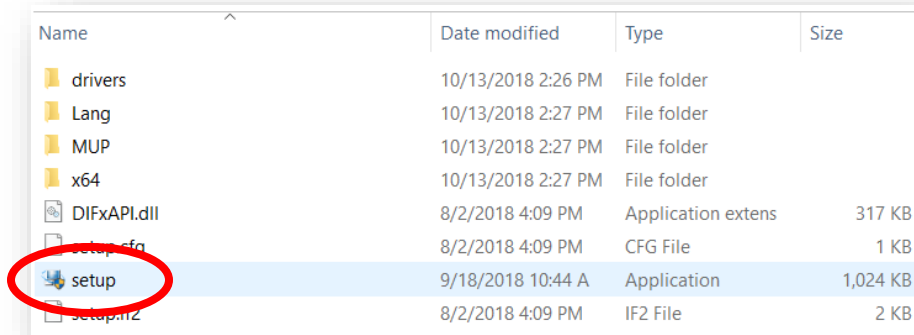 Name Date modified Type Size
drivers 10/13/2018 2:26 PM File folder
Lang 10/13/2018 2:27 PM File folder
MUP 10/13/2018 2:27 PM File folder
x64 10/13/2018 2:27 PM File folder
DIFxAPI.dll 8/2/2018 4:09 PM Application extens 317 KB
setup.cfg 8/2/2018 4:09 PM CFG File 1 KB
setup 9/18/2018 10:44 A Application 1,024 KB
setup.if2 8/2/2018 4:09 PM IF2 File 2 KB